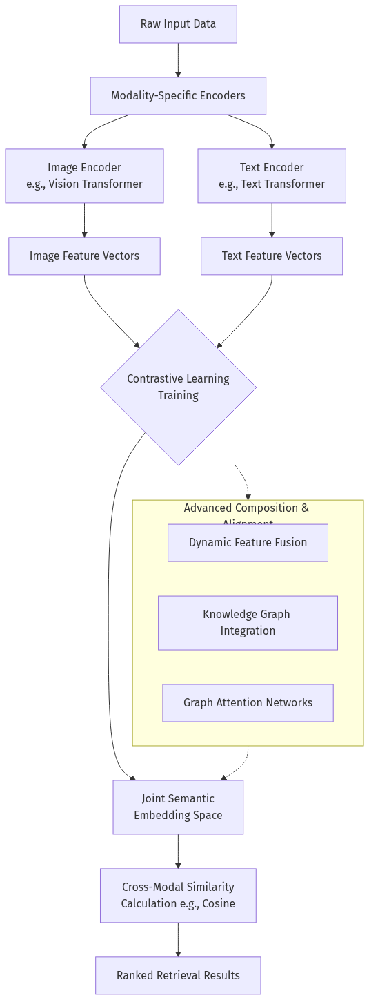 Raw Input Data
Modality-Specific Encoders
Image Encoder
e.g., Vision Transformer
Text Encoder
e.g., Text Transformer
Image Feature Vectors
Text Feature Vectors
Contrastive Learning
Training
Advanced Composition &
Alignment
Dynamic Feature Fusion
Knowledge Graph
Integration
Graph Attention Networks
Joint Semantic
Embedding Space
Cross-Modal Similarity
Calculation e.g., Cosine
Ranked Retrieval Results